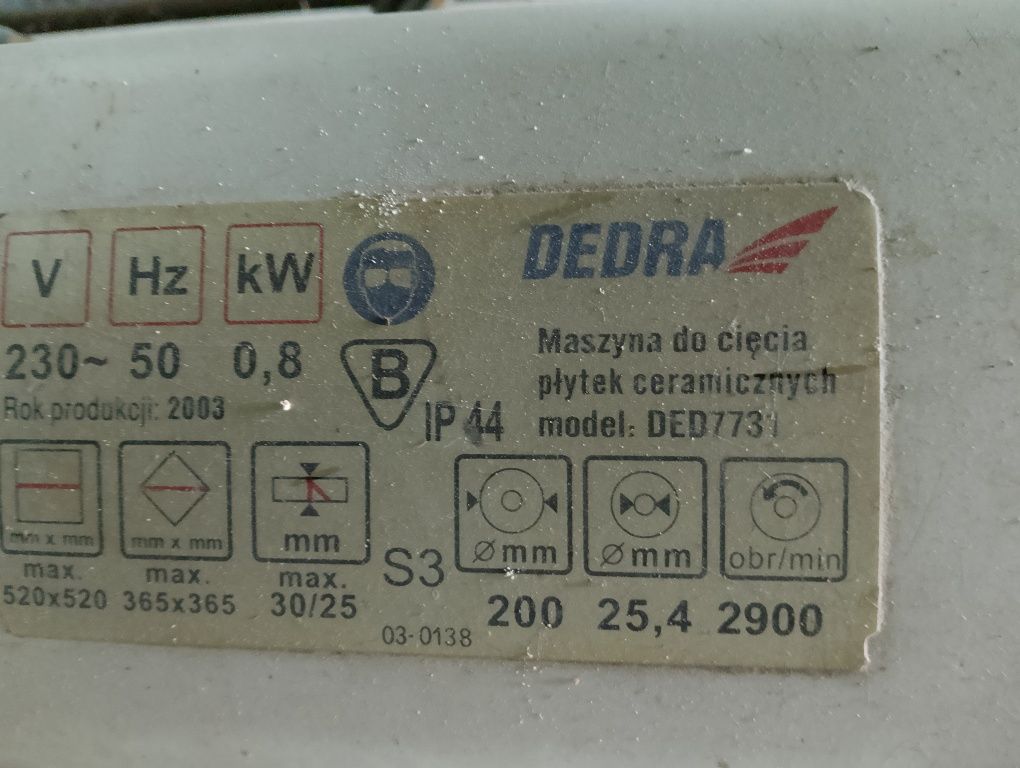 DEDRA
V Hz kW
230~ 50 0,8
Rok produkcji: 2003
B
IP 44
Maszyna do cięcia
płytek ceramicznych
model: DED7731
mm x mm
max.
520x520
mm x mm
max.
365x365
mm
max.
30/25
S3
03-0138
Ø mm
200
Ø mm
25,4
obr/min
2900